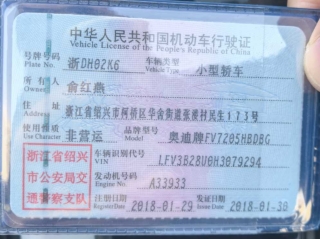 中华人民共和国机动车行驶证
Vehicle License of the People's Republic of China
号牌号码 浙DH02K6 车辆类型 小型轿车
Plate No. Vehicle Type
所有人 俞红燕
Owner
住址 浙江省绍兴市柯桥区华舍街道张溇村民生173号
Address
使用性质 非营运 品牌型号 奥迪牌FV7205HBDBG
Use Character Model
浙江省绍兴
市公安局交
通警察支队
车辆识别代号 LFV3B28U0H3079294
VIN
发动机号码 A33933
Engine No.
注册日期 2018-01-29 发证日期 2018-01-30
Register Date Issue Date